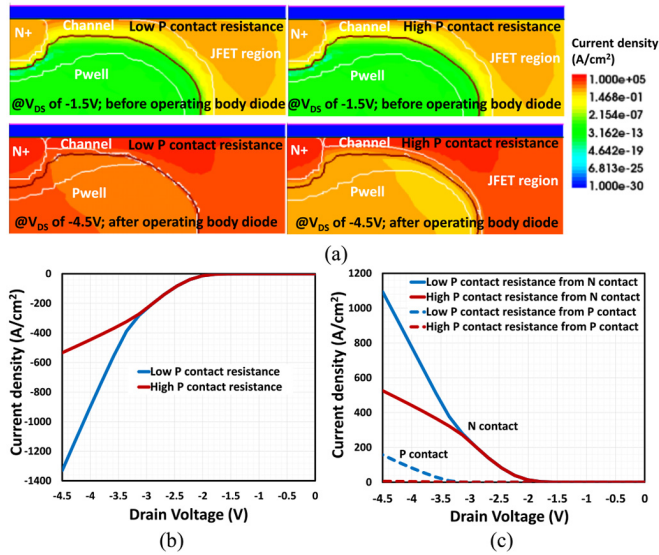 N+
Channel
Low P contact resistance
JFET region
Pwell
@VDS of -1.5V; before operating body diode
Channel
High P contact resistance
JFET region
Pwell
@VDS of -1.5V; before operating body diode
N+
Channel
Low P contact resistance
Pwell
@VDS of -4.5V; after operating body diode
N+
Channel
High P contact resistance
JFET region
Pwell
@VDS of -4.5V; after operating body diode
Current density
(A/cm²)
1.000e+05
1.468e-01
2.154e-07
3.162e-13
4.642e-19
6.813e-25
1.000e-30
(a)
0
-200
-400
-600
-800
-1000
-1200
-1400
Current density (A/cm²)
Low P contact resistance
High P contact resistance
-4.5 -4 -3.5 -3 -2.5 -2 -1.5 -1 -0.5 0
Drain Voltage (V)
(b)
1200
1000
800
600
400
200
0
Current density (A/cm²)
Low P contact resistance from N contact
High P contact resistance from N contact
Low P contact resistance from P contact
High P contact resistance from P contact
N contact
P contact
-4.5 -4 -3.5 -3 -2.5 -2 -1.5 -1 -0.5 0
Drain Voltage (V)
(c)